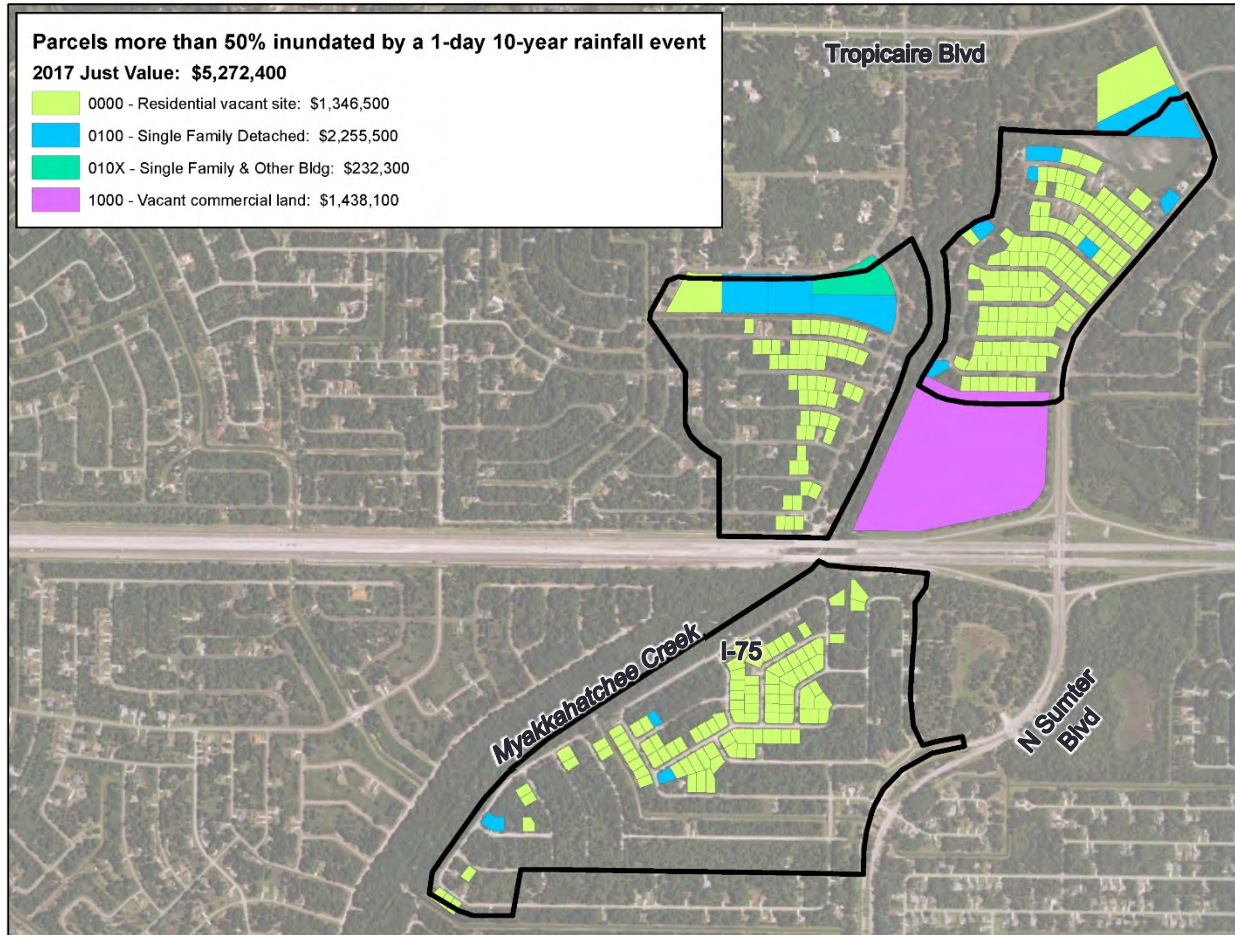 Parcels more than 50% inundated by a 1-day 10-year rainfall event
2017 Just Value: $5,272,400
0000 - Residential vacant site: $1,346,500
0100 - Single Family Detached: $2,255,500
010X - Single Family & Other Bldg: $232,300
1000 - Vacant commercial land: $1,438,100
Tropicaire Blvd
I-75
Myakkahatchee Creek
N Sumter
Blvd